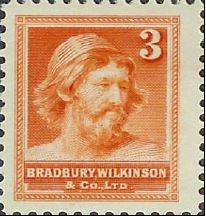 3
BRADBURY, WILKINSON
& Co., LTD.